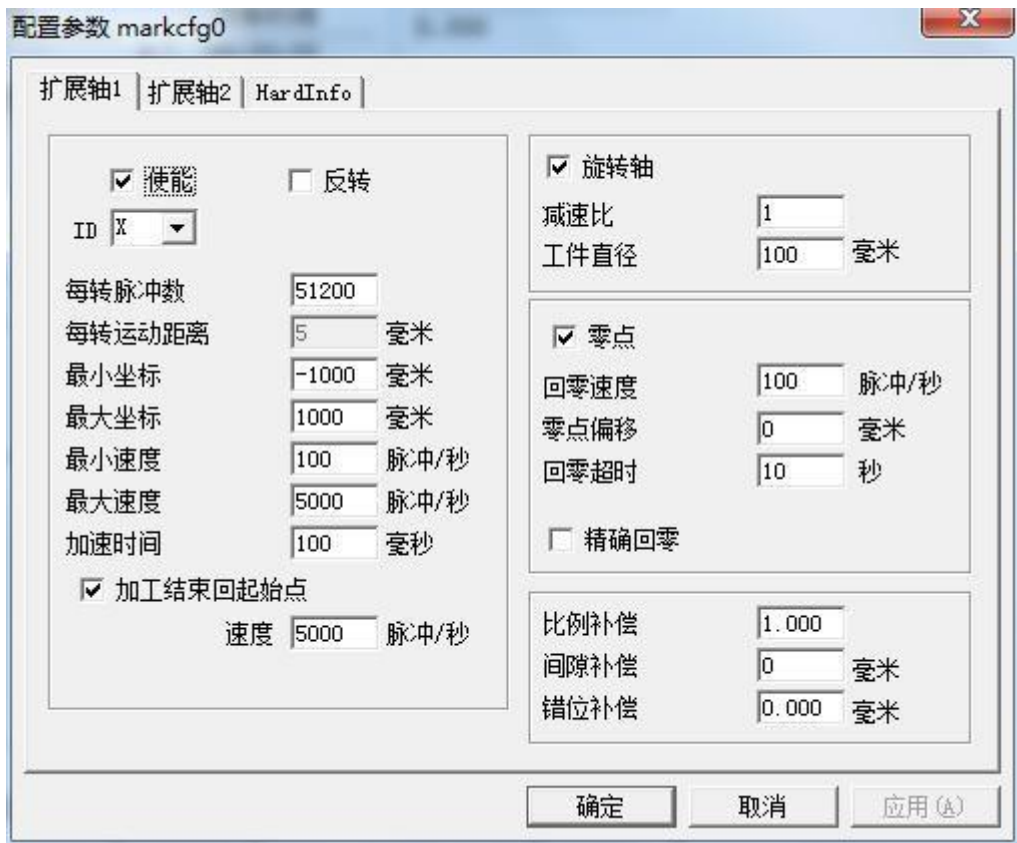 配置参数 markcfg0
扩展轴1 扩展轴2 HardInfo
使能 反转
ID X
每转脉冲数 51200
每转运动距离 5 毫米
最小坐标 -1000 毫米
最大坐标 1000 毫米
最小速度 100 脉冲/秒
最大速度 5000 脉冲/秒
加速时间 100 毫秒
加工结束回起始点
速度 5000 脉冲/秒
旋转轴
减速比 1
工件直径 100 毫米
零点
回零速度 100 脉冲/秒
零点偏移 0 毫米
回零超时 10 秒
精确回零
比例补偿 1.000
间隙补偿 0 毫米
错位补偿 0.000 毫米
确定 取消 应用(A)